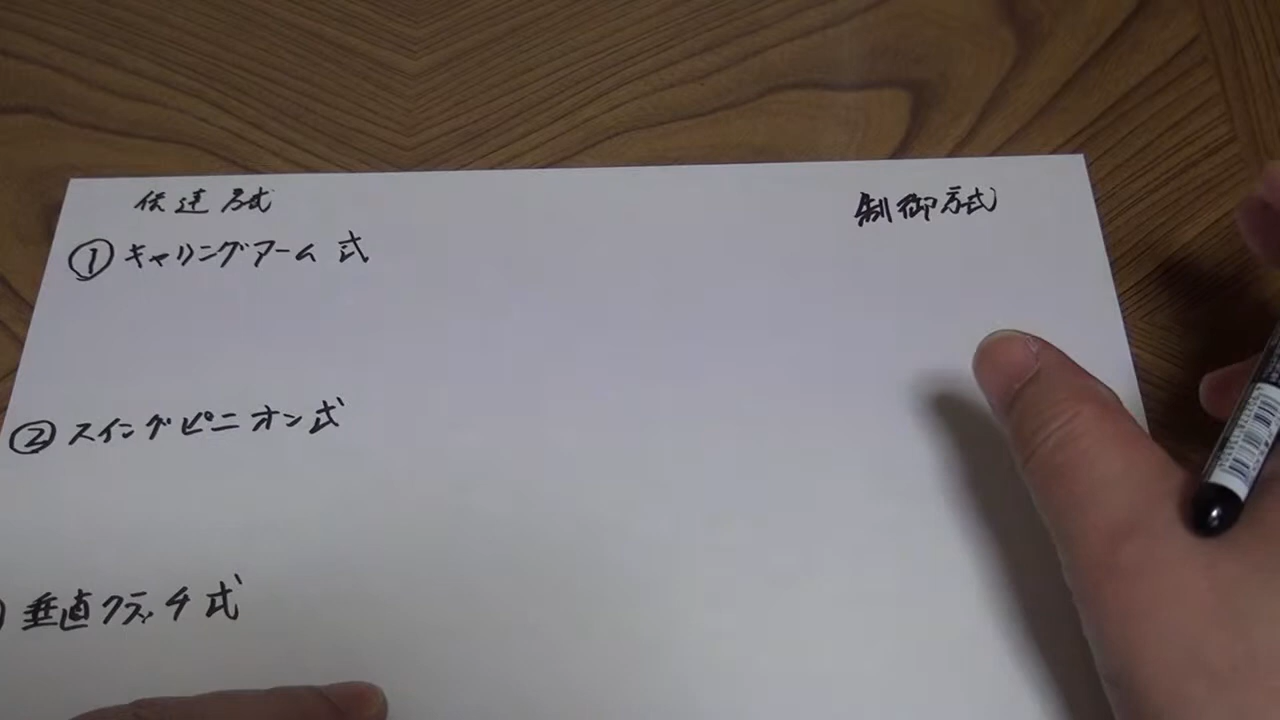 伝達方式
制御方式
①キャリングアーム式
②スイングピニオン式
垂直クラッチ式